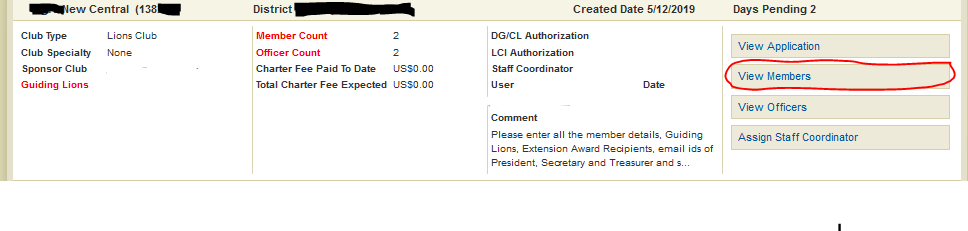 New Central (138
District
Created Date 5/12/2019
Days Pending 2
Club Type Lions Club
Club Specialty None
Sponsor Club
Guiding Lions
Member Count 2
Officer Count 2
Charter Fee Paid To Date US$0.00
Total Charter Fee Expected US$0.00
DG/CL Authorization
LCI Authorization
Staff Coordinator
User Date
Comment
Please enter all the member details, Guiding
Lions, Extension Award Recipients, email ids of
President, Secretary and Treasurer and s...
View Application
View Members
View Officers
Assign Staff Coordinator